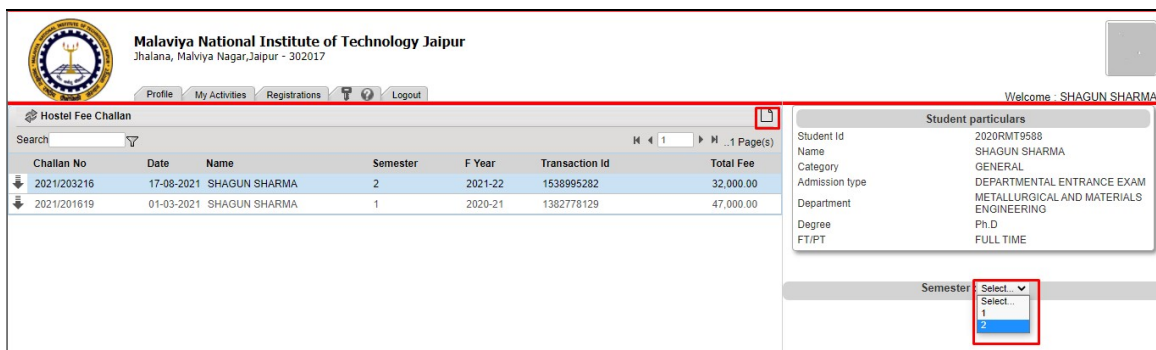 Malaviya National Institute of Technology Jaipur
Jhalana, Malviya Nagar,Jaipur - 302017
Profile My Activities Registrations Logout
Welcome : SHAGUN SHARMA
Hostel Fee Challan
Search 1 ..1 Page(s)
Challan No Date Name Semester F Year Transaction Id Total Fee
2021/203216 17-08-2021 SHAGUN SHARMA 2 2021-22 1538995282 32,000.00
2021/201619 01-03-2021 SHAGUN SHARMA 1 2020-21 1382778129 47,000.00
Student particulars
Student Id 2020RMT9588
Name SHAGUN SHARMA
Category GENERAL
Admission type DEPARTMENTAL ENTRANCE EXAM
Department METALLURGICAL AND MATERIALS
ENGINEERING
Degree Ph.D
FT/PT FULL TIME
Semester : Select...
Select...
1
2